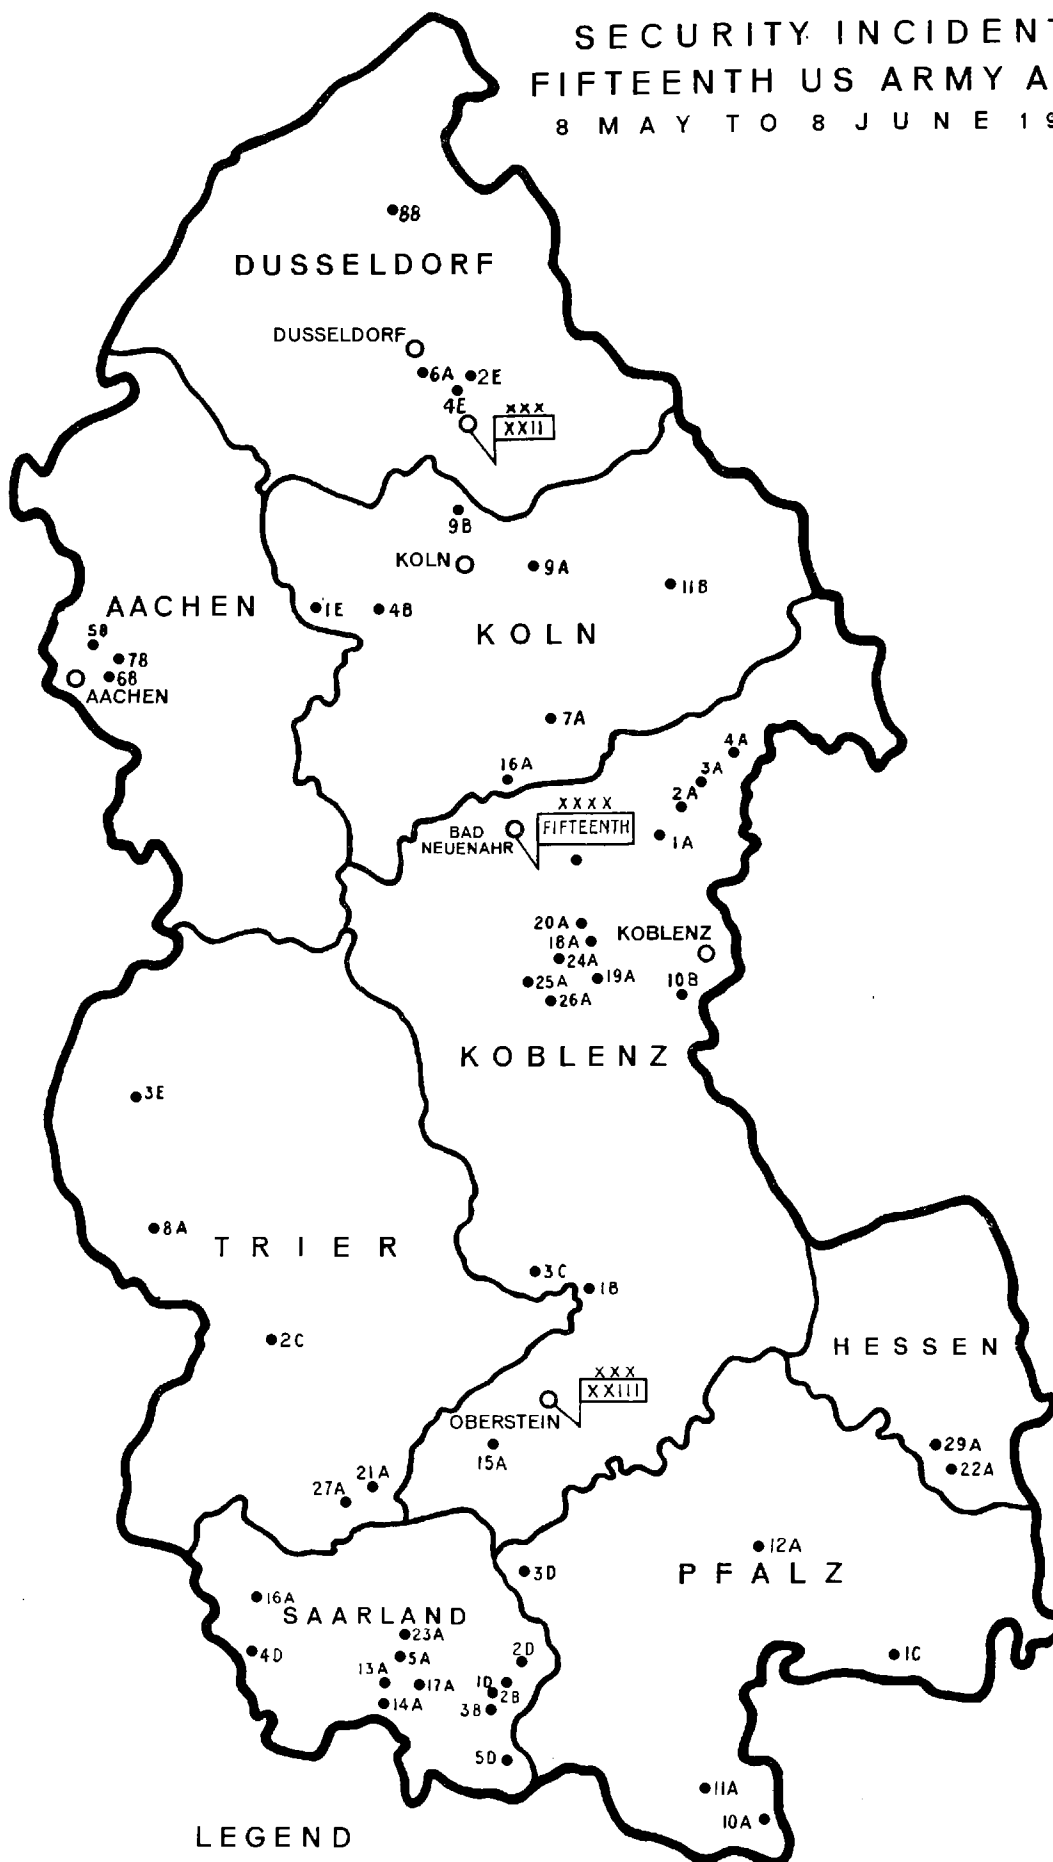 SECURITY INCIDENT
FIFTEENTH US ARMY A
8 MAY TO 8 JUNE 19
8B
DUSSELDORF
DUSSELDORF
6A
2E
4E
XXX
XXII
9B
KOLN
9A
11B
AACHEN
1E
4B
KOLN
5B
7B
6B
AACHEN
7A
4A
16A
3A
2A
XXXX
BAD
NEUENAHR
FIFTEENTH
1A
20A
KOBLENZ
18A
24A
19A
25A
10B
26A
KOBLENZ
3E
8A
TRIER
3C
1B
2C
HESSEN
XXX
XXIII
OBERSTEIN
29A
15A
22A
21A
27A
12A
3D
PFALZ
16A
SAARLAND
23A
4D
5A
2D
1C
13A
17A
1D
2B
14A
3B
5D
11A
10A
LEGEND